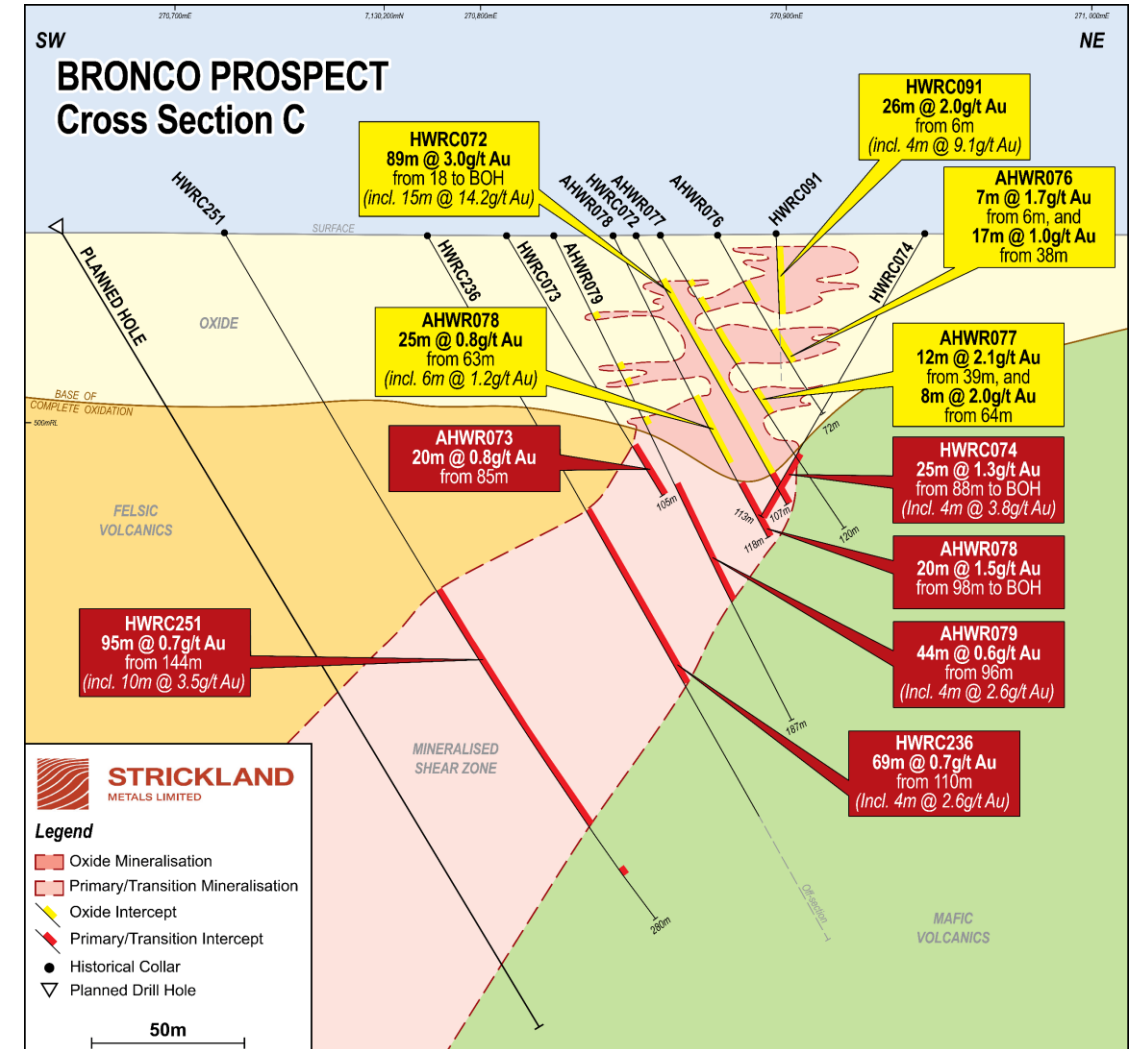 270,700mE
7,130,200mN
270,800mE
270,900mE
271, 000mE
SW
NE
BRONCO PROSPECT
Cross Section C
HWRC091
26m @ 2.0g/t Au
from 6m
(incl. 4m @ 9.1g/t Au)
HWRC072
89m @ 3.0g/t Au
from 18 to BOH
(incl. 15m @ 14.2g/t Au)
AHWR076
7m @ 1.7g/t Au
from 6m, and
17m @ 1.0g/t Au
from 38m
HWRC251
AHWR078
HWRC072
AHWR077
AHWR076
HWRC091
SURFACE
PLANNED HOLE
HWRC236
HWRC073
AHWR079
HWRC074
OXIDE
AHWR078
25m @ 0.8g/t Au
from 63m
(incl. 6m @ 1.2g/t Au)
AHWR077
12m @ 2.1g/t Au
from 39m, and
8m @ 2.0g/t Au
from 64m
BASE OF
COMPLETE OXIDATION
500mRL
72m
AHWR073
20m @ 0.8g/t Au
from 85m
HWRC074
25m @ 1.3g/t Au
from 88m to BOH
(Incl. 4m @ 3.8g/t Au)
105m
113m
107m
118m
120m
FELSIC
VOLCANICS
AHWR078
20m @ 1.5g/t Au
from 98m to BOH
HWRC251
95m @ 0.7g/t Au
from 144m
(incl. 10m @ 3.5g/t Au)
AHWR079
44m @ 0.6g/t Au
from 96m
(Incl. 4m @ 2.6g/t Au)
187m
MINERALISED
SHEAR ZONE
HWRC236
69m @ 0.7g/t Au
from 110m
(Incl. 4m @ 2.6g/t Au)
280m
Off-section
MAFIC
VOLCANICS
STRICKLAND
METALS LIMITED
Legend
Oxide Mineralisation
Primary/Transition Mineralisation
Oxide Intercept
Primary/Transition Intercept
Historical Collar
Planned Drill Hole
50m